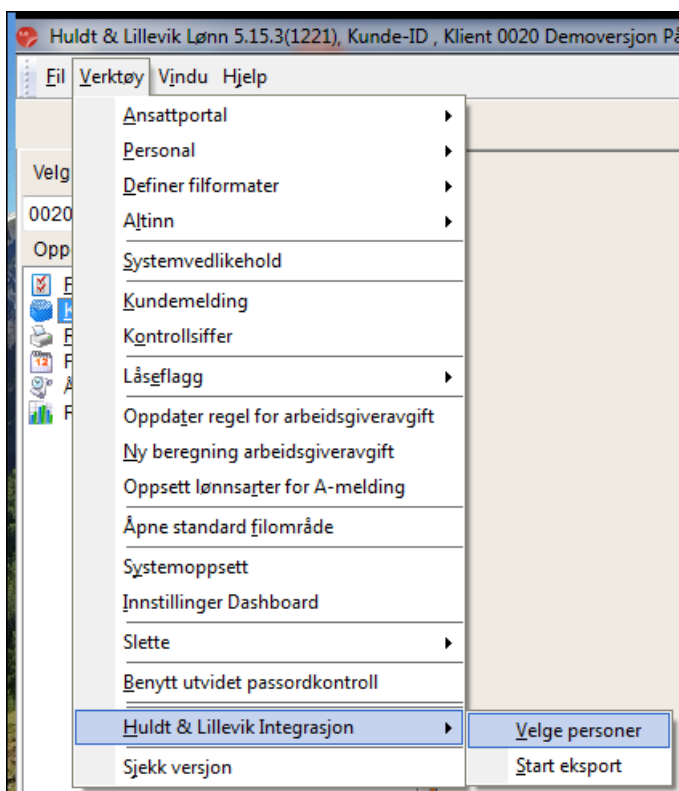 Huldt & Lillevik Lønn 5.15.3(1221), Kunde-ID , Klient 0020 Demoversjon På
Fil Verktøy Vindu Hjelp
Ansattportal
Personal
Velg
Definer filformater
0020
Altinn
Opp
Systemvedlikehold
Kundemelding
Kontrollsiffer
12
Låseflagg
Oppdater regel for arbeidsgiveravgift
Ny beregning arbeidsgiveravgift
Oppsett lønnsarter for A-melding
Åpne standard filområde
Systemoppsett
Innstillinger Dashboard
Slette
Benytt utvidet passordkontroll
Huldt & Lillevik Integrasjon
Velge personer
Sjekk versjon
Start eksport